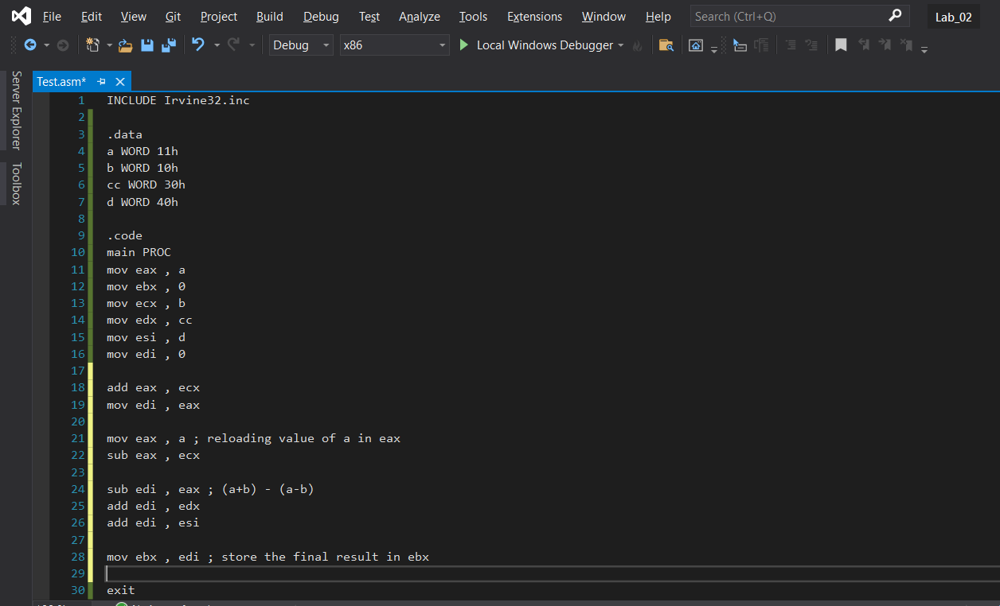 File Edit View Git Project Build Debug Test Analyze Tools Extensions Window Help Search (Ctrl+Q) Lab_02
Debug x86 Local Windows Debugger
Server Explorer
Toolbox
Test.asm*
1 INCLUDE Irvine32.inc
2
3 .data
4 a WORD 11h
5 b WORD 10h
6 cc WORD 30h
7 d WORD 40h
8
9 .code
10 main PROC
11 mov eax , a
12 mov ebx , 0
13 mov ecx , b
14 mov edx , cc
15 mov esi , d
16 mov edi , 0
17
18 add eax , ecx
19 mov edi , eax
20
21 mov eax , a ; reloading value of a in eax
22 sub eax , ecx
23
24 sub edi , eax ; (a+b) - (a-b)
25 add edi , edx
26 add edi , esi
27
28 mov ebx , edi ; store the final result in ebx
29
30 exit